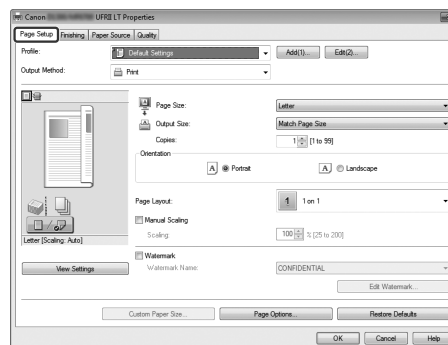 Canon UFRII LT Properties
Page Setup Finishing Paper Source Quality
Profile: Default Settings Add(1)... Edit(2)...
Output Method: Print
Page Size: Letter
Output Size: Match Page Size
Copies: 1 [1 to 99]
Orientation
A Portrait A Landscape
Page Layout: 1 1 on 1
Manual Scaling
Scaling: 100 % [25 to 200]
Letter [Scaling: Auto]
Watermark
View Settings Watermark Name: CONFIDENTIAL
Edit Watermark...
Custom Paper Size... Page Options... Restore Defaults
OK Cancel Help